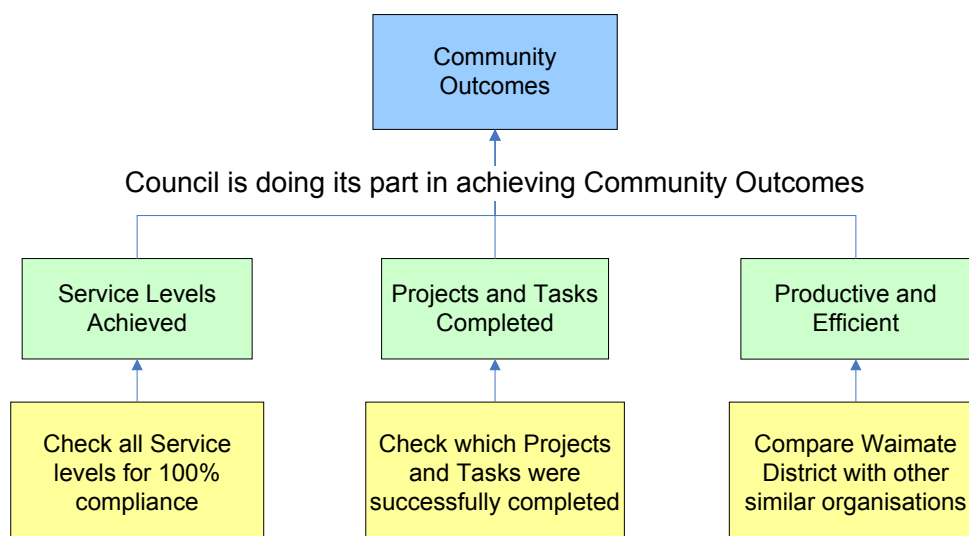 Community
Outcomes
Council is doing its part in achieving Community Outcomes
Service Levels
Achieved
Projects and Tasks
Completed
Productive and
Efficient
Check all Service
levels for 100%
compliance
Check which Projects
and Tasks were
successfully completed
Compare Waimate
District with other
similar organisations